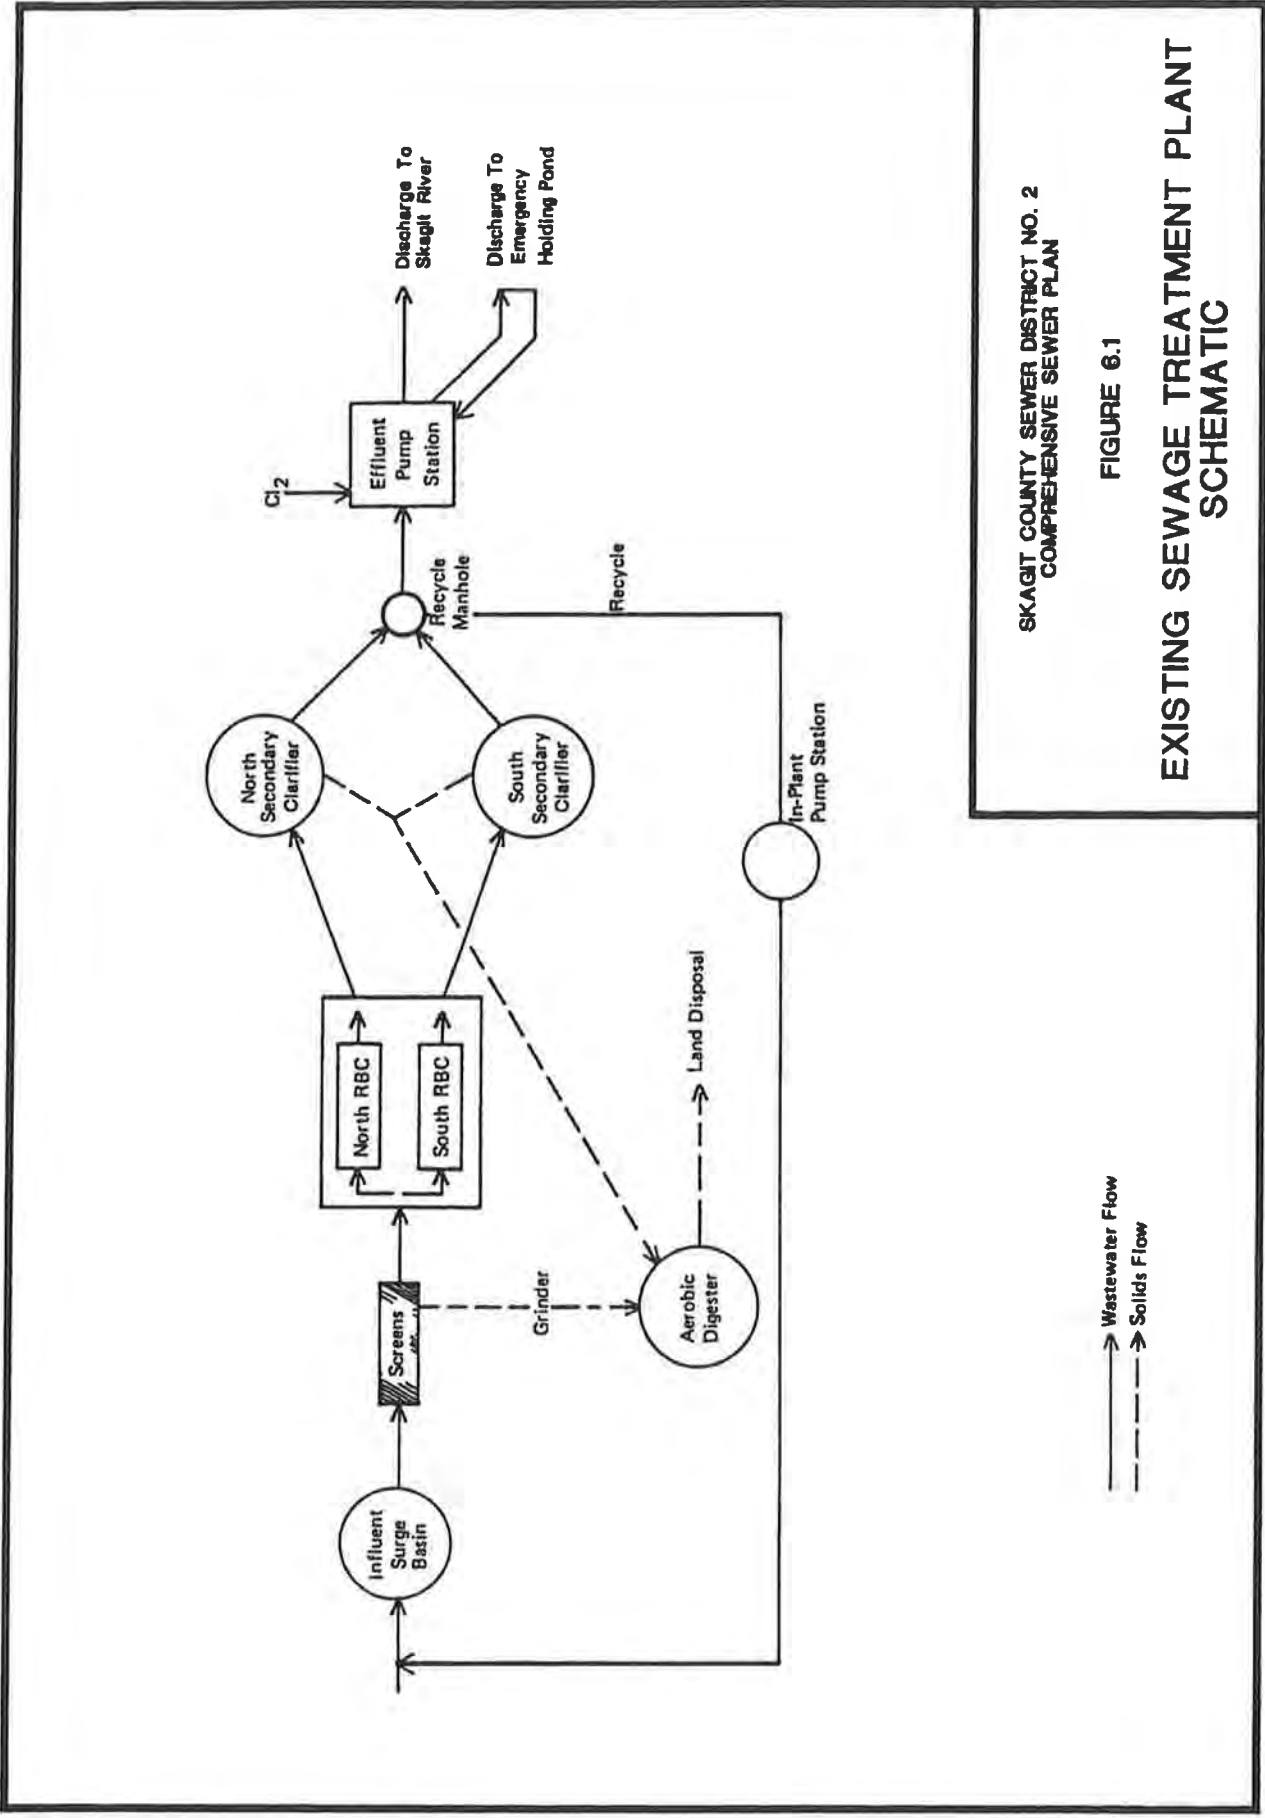 Influent
Surge
Basin
Screens
Grinder
North RBC
South RBC
Aerobic
Digester
Land Disposal
North
Secondary
Clarifier
South
Secondary
Clarifier
In-Plant
Pump Station
Recycle
Manhole
Recycle
Cl2
Effluent
Pump
Station
Discharge To
Skagit River
Discharge To
Emergency
Holding Pond
Wastewater Flow
Solids Flow
SKAGIT COUNTY SEWER DISTRICT NO. 2
COMPREHENSIVE SEWER PLAN
FIGURE 6.1
EXISTING SEWAGE TREATMENT PLANT
SCHEMATIC